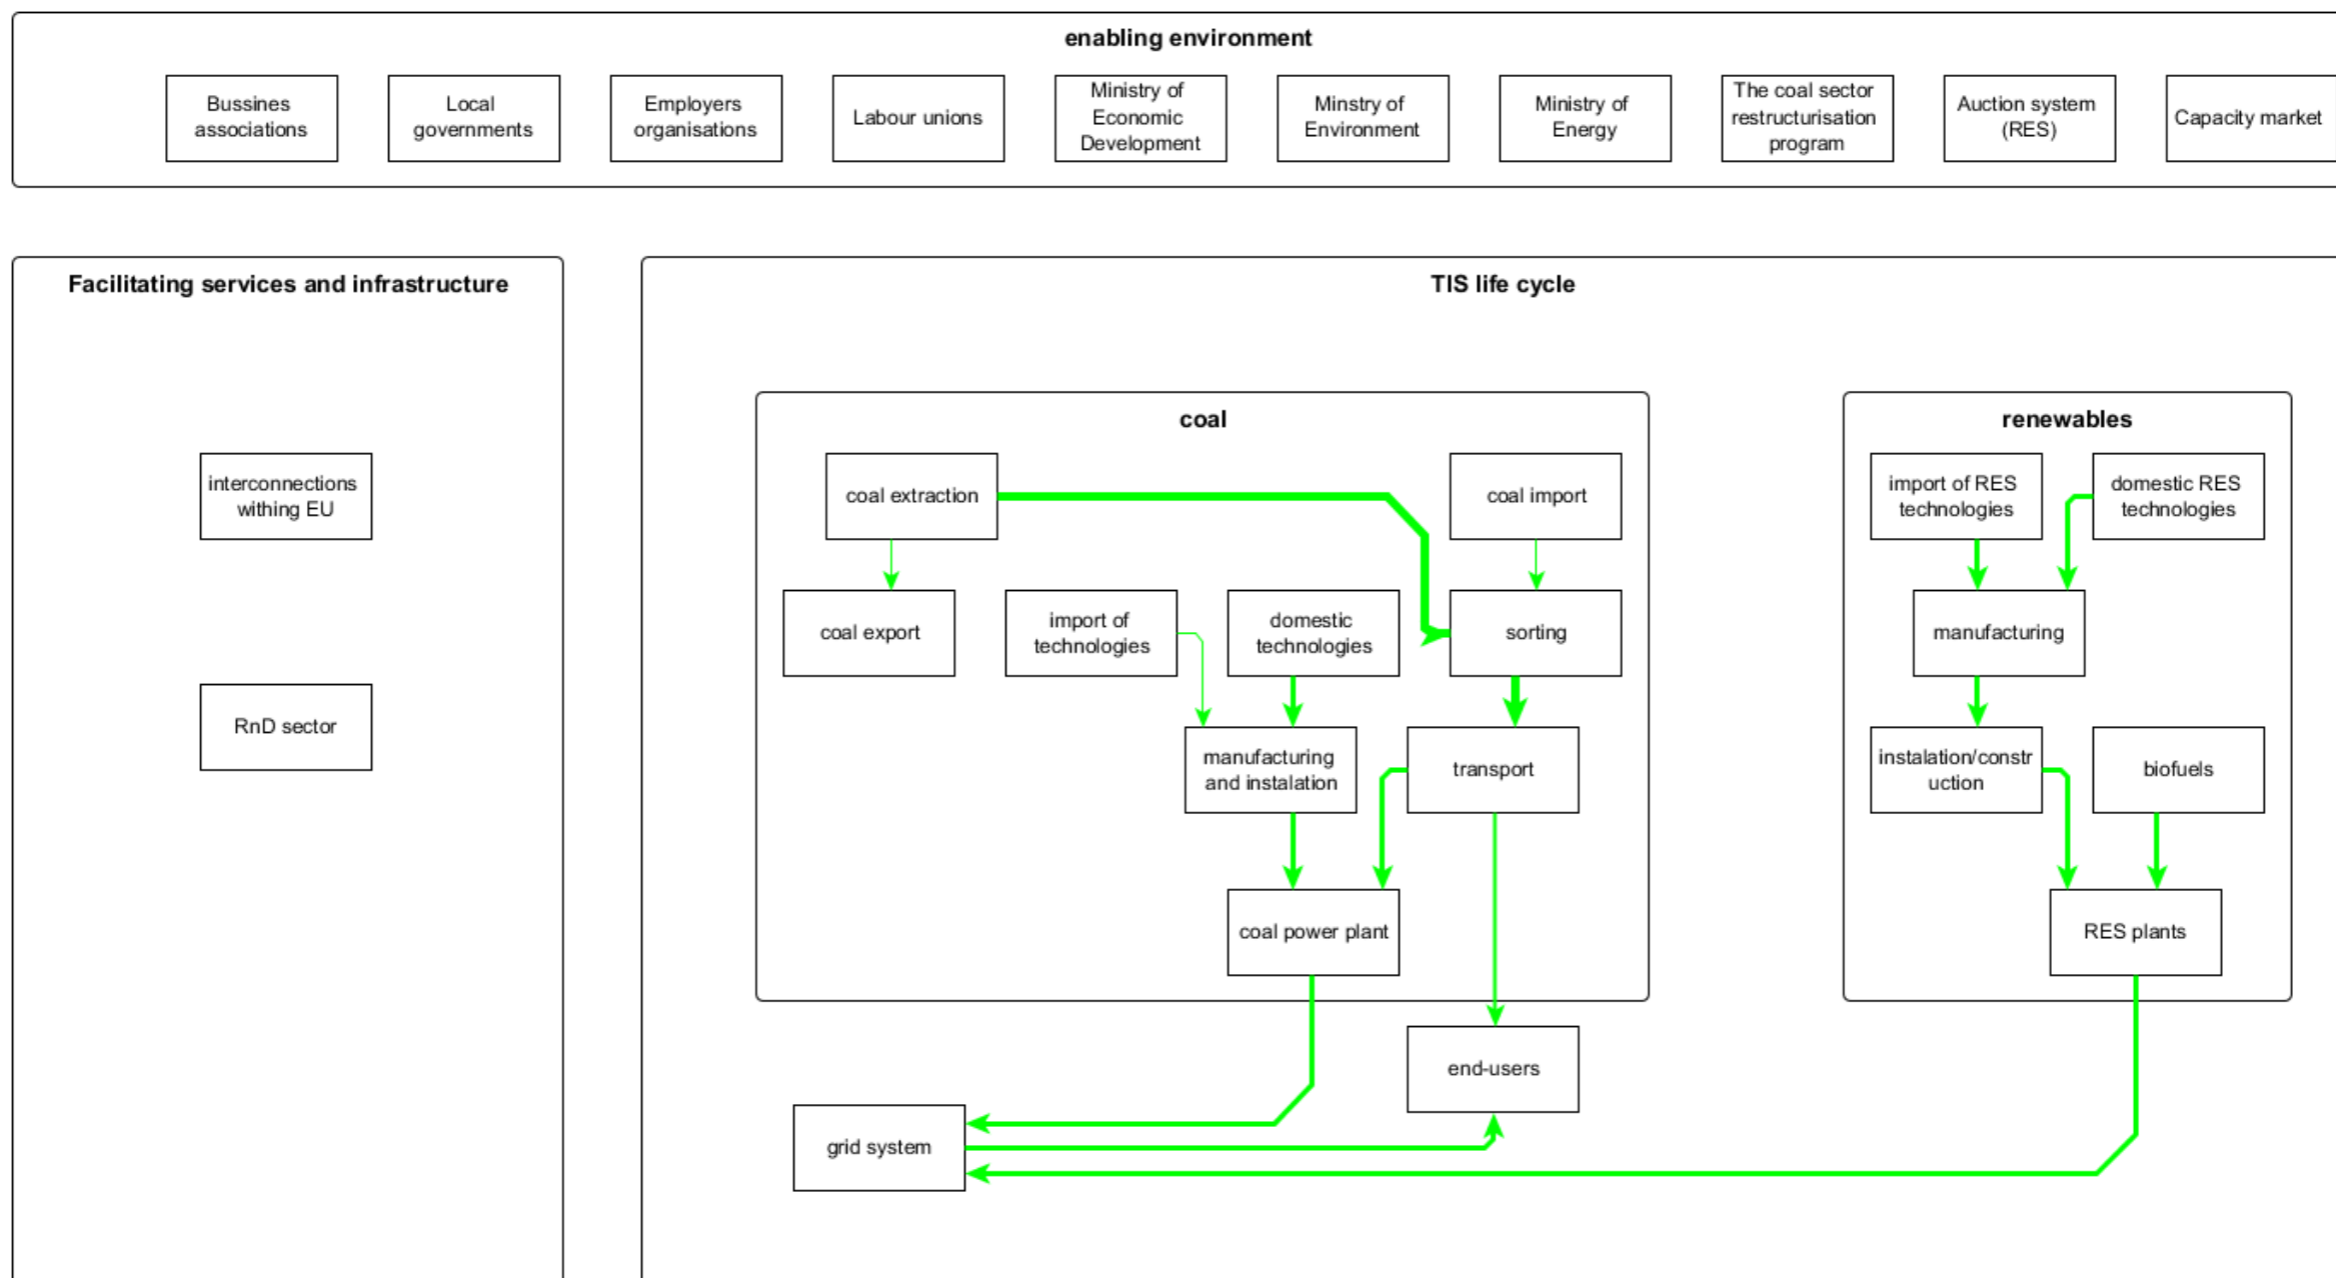 enabling environment
Bussines
associations
Local
governments
Employers
organisations
Labour unions
Ministry of
Economic
Development
Minstry of
Environment
Ministry of
Energy
The coal sector
restructurisation
program
Auction system
(RES)
Capacity market
Facilitating services and infrastructure
interconnections
withing EU
RnD sector
TIS life cycle
coal
coal extraction
coal import
coal export
import of
technologies
domestic
technologies
sorting
manufacturing
and instalation
transport
coal power plant
renewables
import of RES
technologies
domestic RES
technologies
manufacturing
instalation/constr
uction
biofuels
RES plants
end-users
grid system